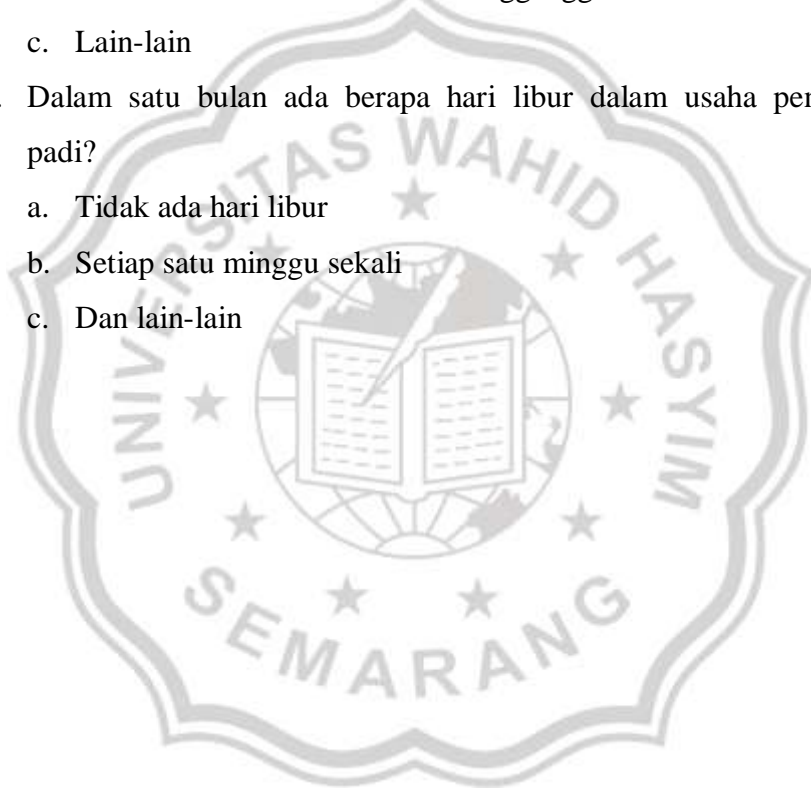 c. Lain-lain
Dalam satu bulan ada berapa hari libur dalam usaha
padi?
a. Tidak ada hari libur
b. Setiap satu minggu sekali
c. Dan lain-lain
UNIVERSITAS WAHID HASYIM
SEMARANG